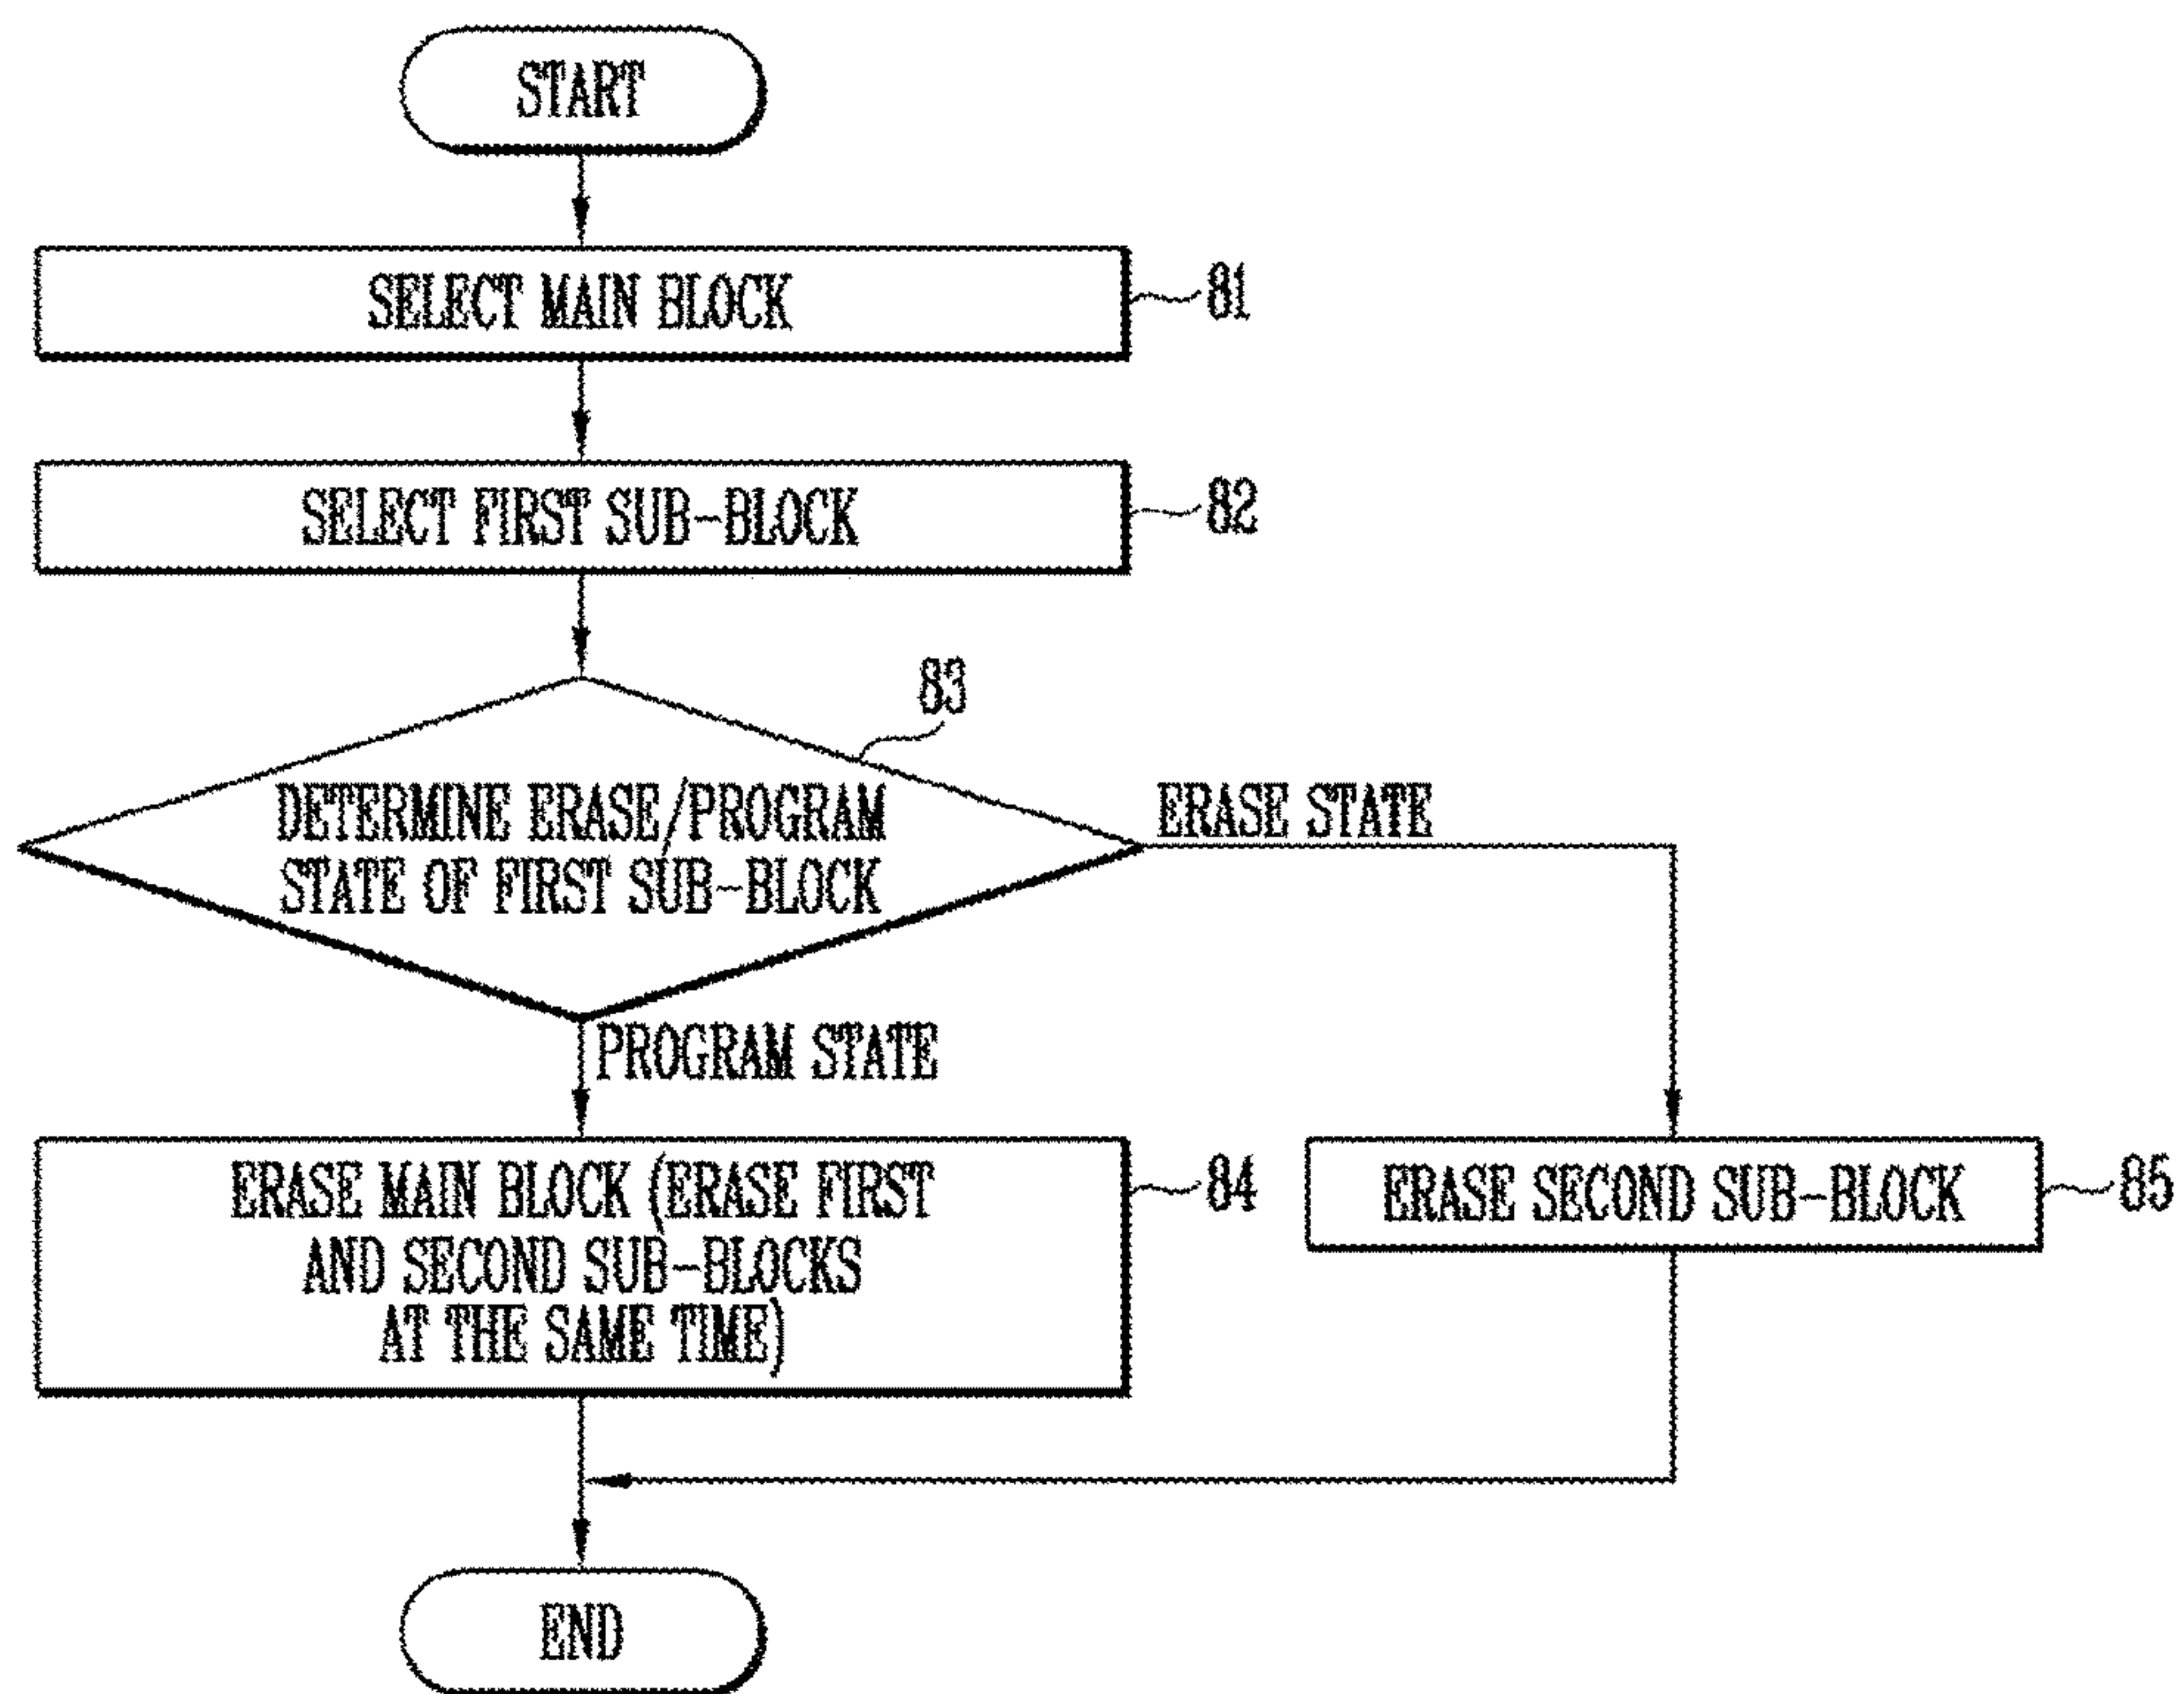 START
SELECT MAIN BLOCK
81
SELECT FIRST SUB-BLOCK
82
83
DETERMINE ERASE/PROGRAM
STATE OF FIRST SUB-BLOCK
ERASE STATE
PROGRAM STATE
ERASE MAIN BLOCK (ERASE FIRST
AND SECOND SUB-BLOCKS
AT THE SAME TIME)
84
ERASE SECOND SUB-BLOCK
85
END